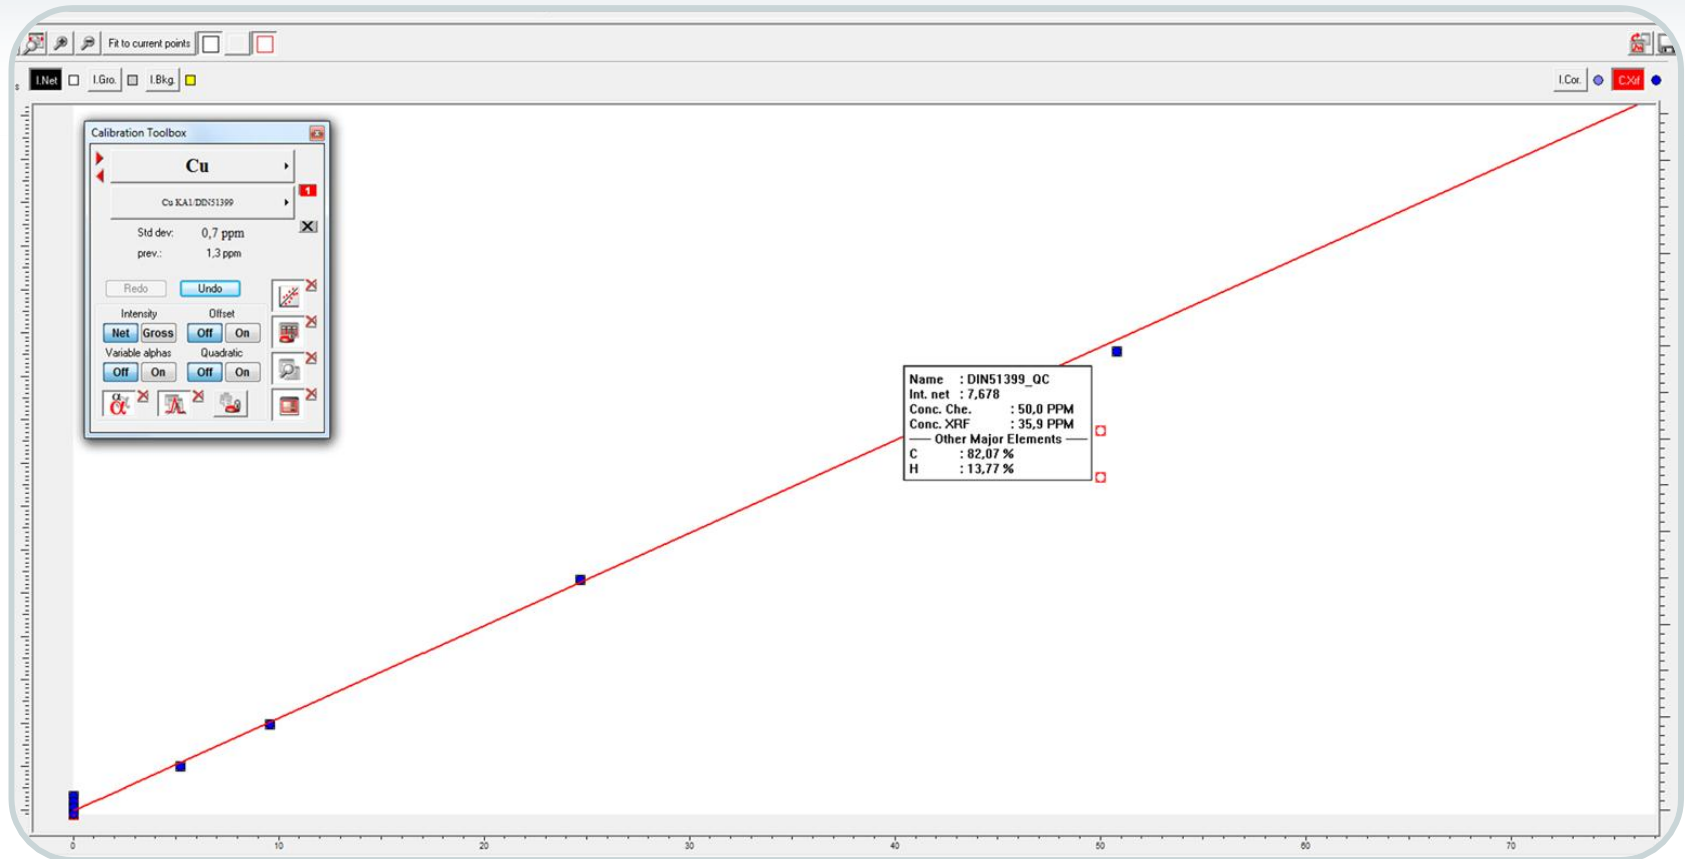 Fit to current points
s I.Net I.Gro. I.Bkg. I.Cor. C.Xrf
Calibration Toolbox
Cu
1
Cu KA1/DIN51399
Std dev: 0,7 ppm
prev.: 1,3 ppm
Redo Undo
Intensity Offset
Net Gross Off On
Variable alphas Quadratic
Off On Off On
Name : DIN51399_QC
Int. net : 7,678
Conc. Che. : 50,0 PPM
Conc. XRF : 35,9 PPM
Other Major Elements
C : 82,07 %
H : 13,77 %
0 10 20 30 40 50 60 70